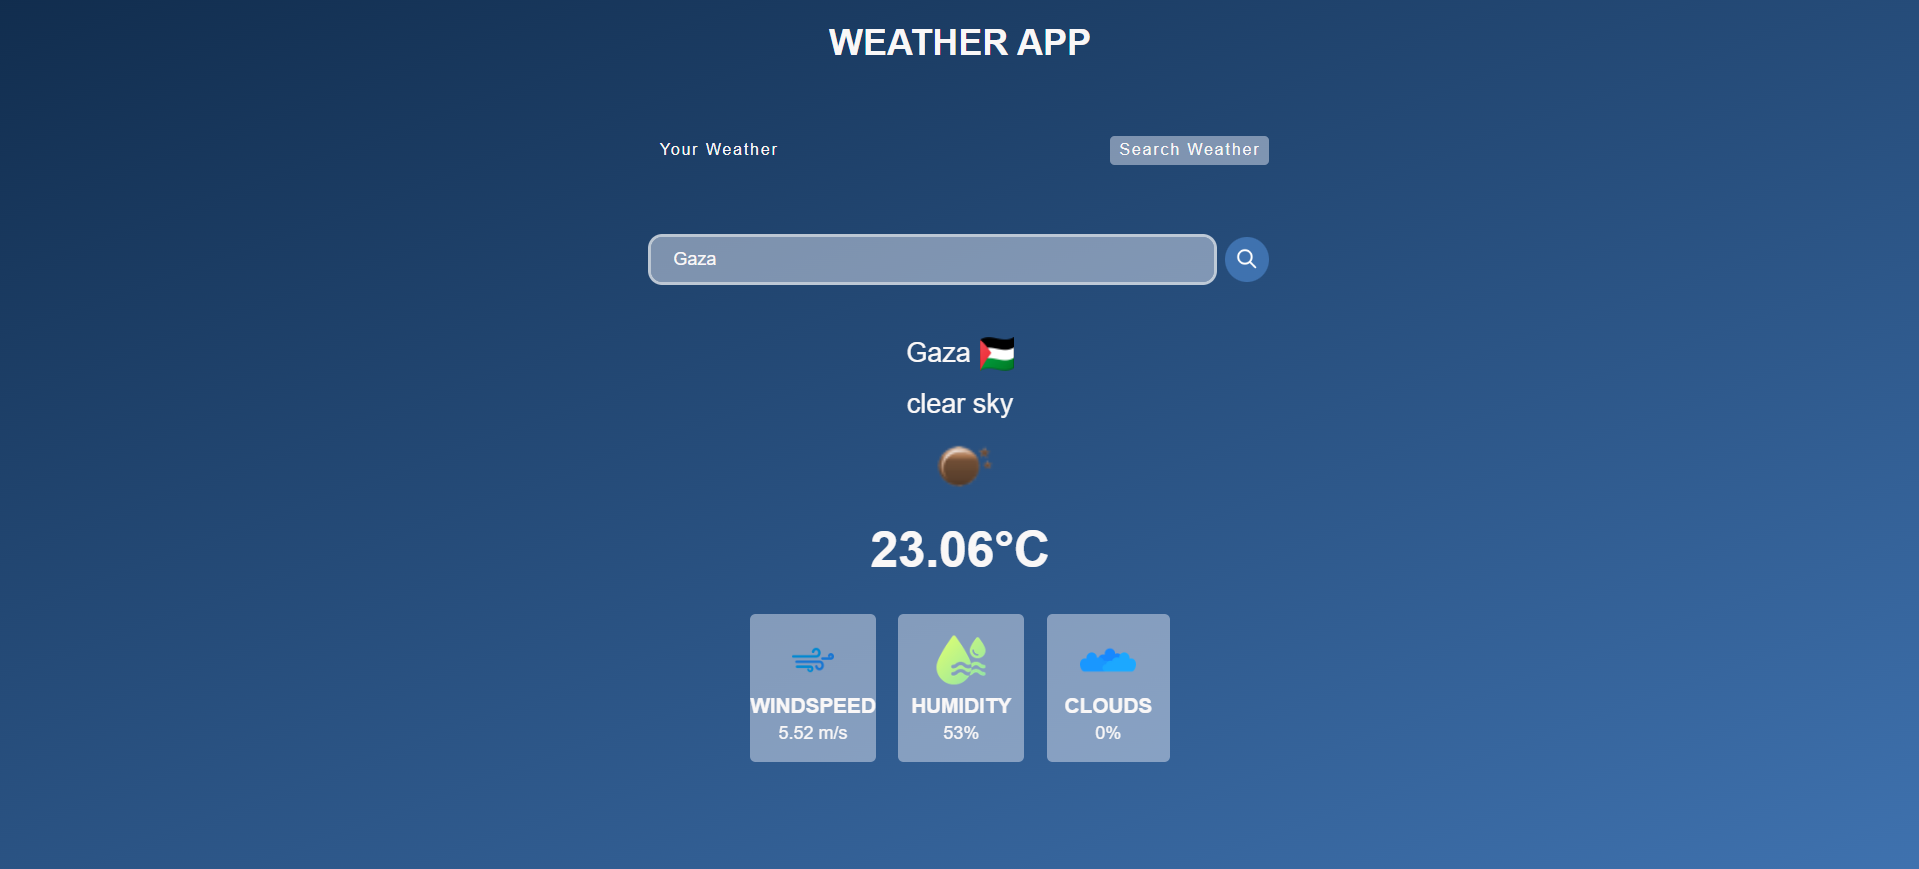 WEATHER APP
Your Weather
Search Weather
Gaza
Gaza
clear sky
23.06°C
WINDSPEED
5.52 m/s
HUMIDITY
53%
CLOUDS
0%